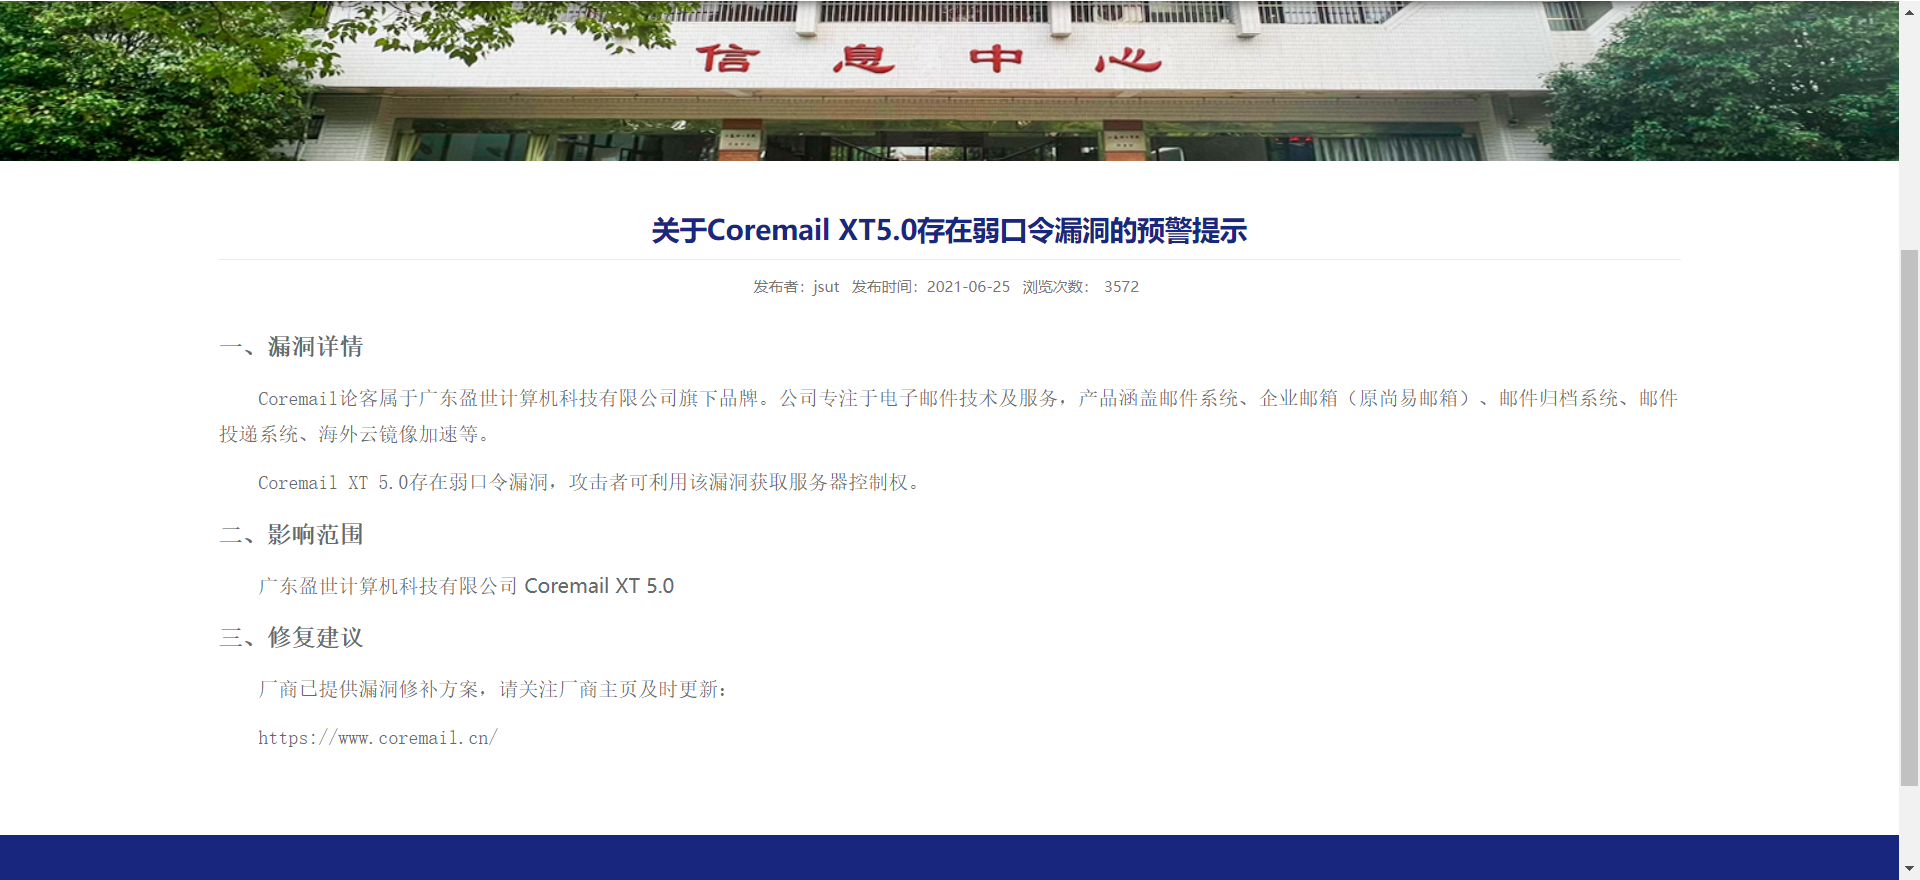 信息中心
关于Coremail XT5.0存在弱口令漏洞的预警提示
发布者：jsut 发布时间：2021-06-25 浏览次数： 3572
一、漏洞详情
Coremail论客属于广东盈世计算机科技有限公司旗下品牌。公司专注于电子邮件技术及服务，产品涵盖邮件系统、企业邮箱（原尚易邮箱）、邮件归档系统、邮件
投递系统、海外云镜像加速等。
Coremail XT 5.0存在弱口令漏洞，攻击者可利用该漏洞获取服务器控制权。
二、影响范围
广东盈世计算机科技有限公司 Coremail XT 5.0
三、修复建议
厂商已提供漏洞修补方案，请关注厂商主页及时更新：
https://www.coremail.cn/